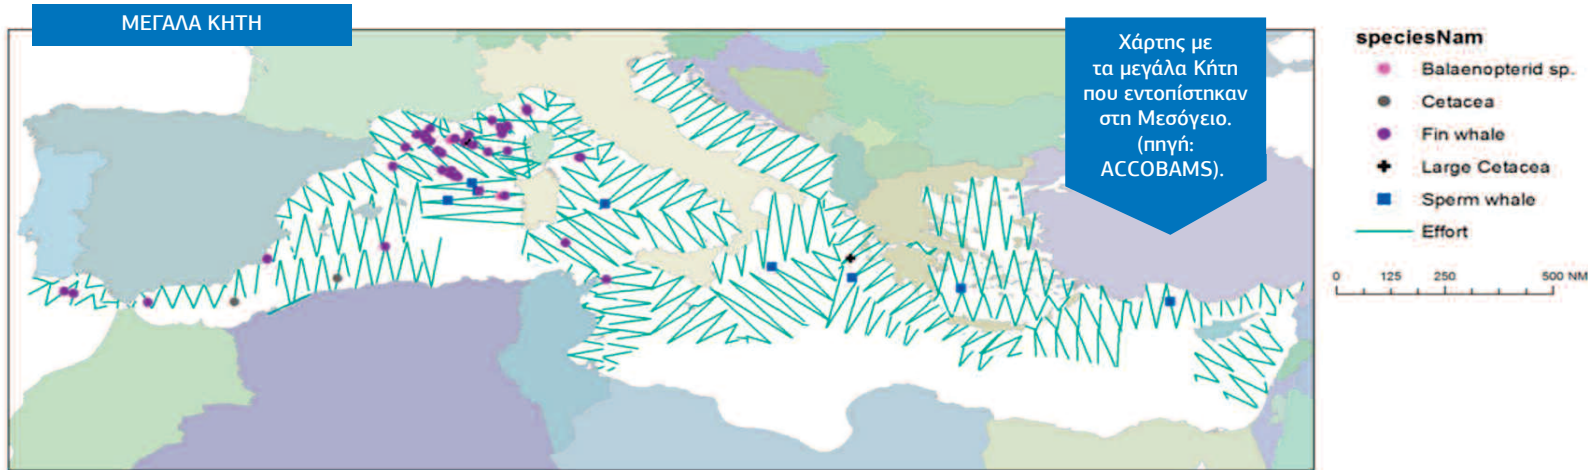 ΜΕΓΑΛΑ ΚΗΤΗ
Χάρτης με
τα μεγάλα Κήτη
που εντοπίστηκαν
στη Μεσόγειο.
(πηγή:
ACCOBAMS).
speciesNam
Balaenopterid sp.
Cetacea
Fin whale
Large Cetacea
Sperm whale
Effort
0 125 250 500 NM